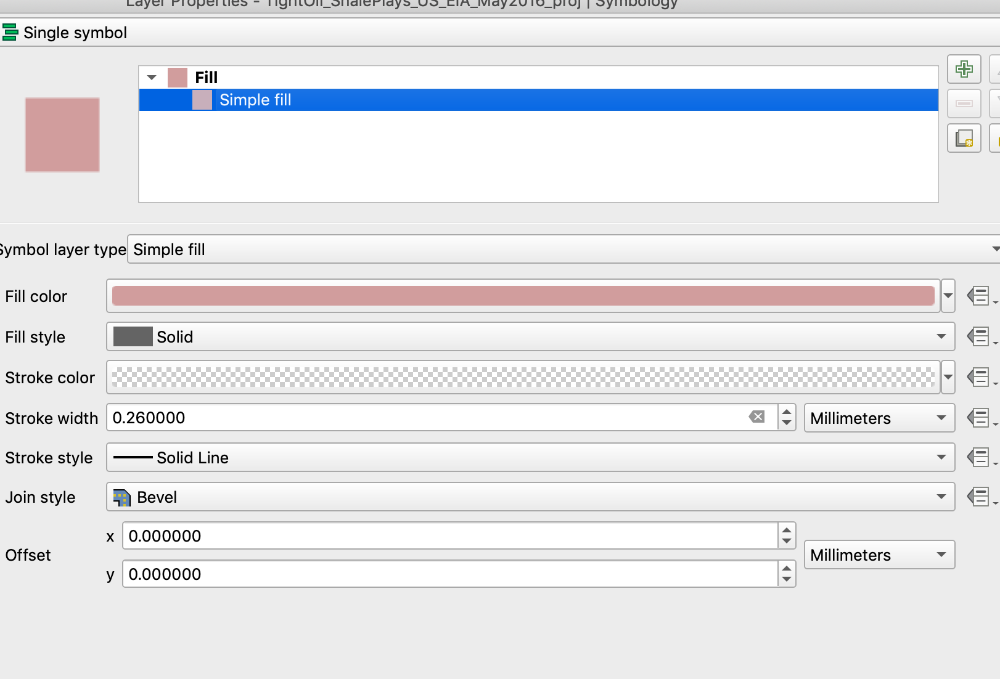 Layer Properties - TightOil_ShalePlays_US_EIA_May2016_proj | Symbology
Single symbol
Fill
Simple fill
Symbol layer type Simple fill
Fill color
Fill style Solid
Stroke color
Stroke width 0.260000 Millimeters
Stroke style Solid Line
Join style Bevel
x 0.000000
Offset Millimeters
y 0.000000